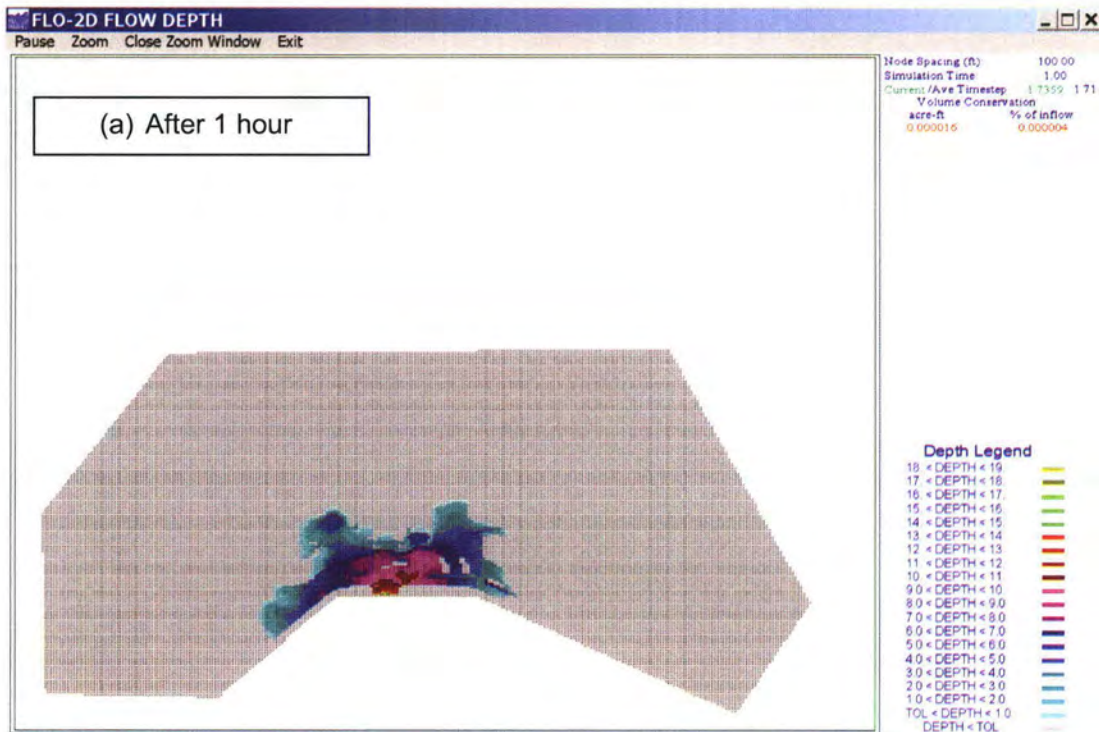 FLO-2D FLOW DEPTH
Pause Zoom Close Zoom Window Exit
(a) After 1 hour
Node Spacing (ft) 100.00
Simulation Time 1.00
Current /Ave Timestep 1.7359 1.71
Volume Conservation
acre-ft % of inflow
0.000016 0.000004
Depth Legend
18. < DEPTH < 19.
17. < DEPTH < 18.
16. < DEPTH < 17.
15. < DEPTH < 16.
14. < DEPTH < 15.
13. < DEPTH < 14.
12. < DEPTH < 13.
11. < DEPTH < 12.
10. < DEPTH < 11.
9.0 < DEPTH < 10.
8.0 < DEPTH < 9.0
7.0 < DEPTH < 8.0
6.0 < DEPTH < 7.0
5.0 < DEPTH < 6.0
4.0 < DEPTH < 5.0
3.0 < DEPTH < 4.0
2.0 < DEPTH < 3.0
1.0 < DEPTH < 2.0
TOL < DEPTH < 1.0
DEPTH < TOL